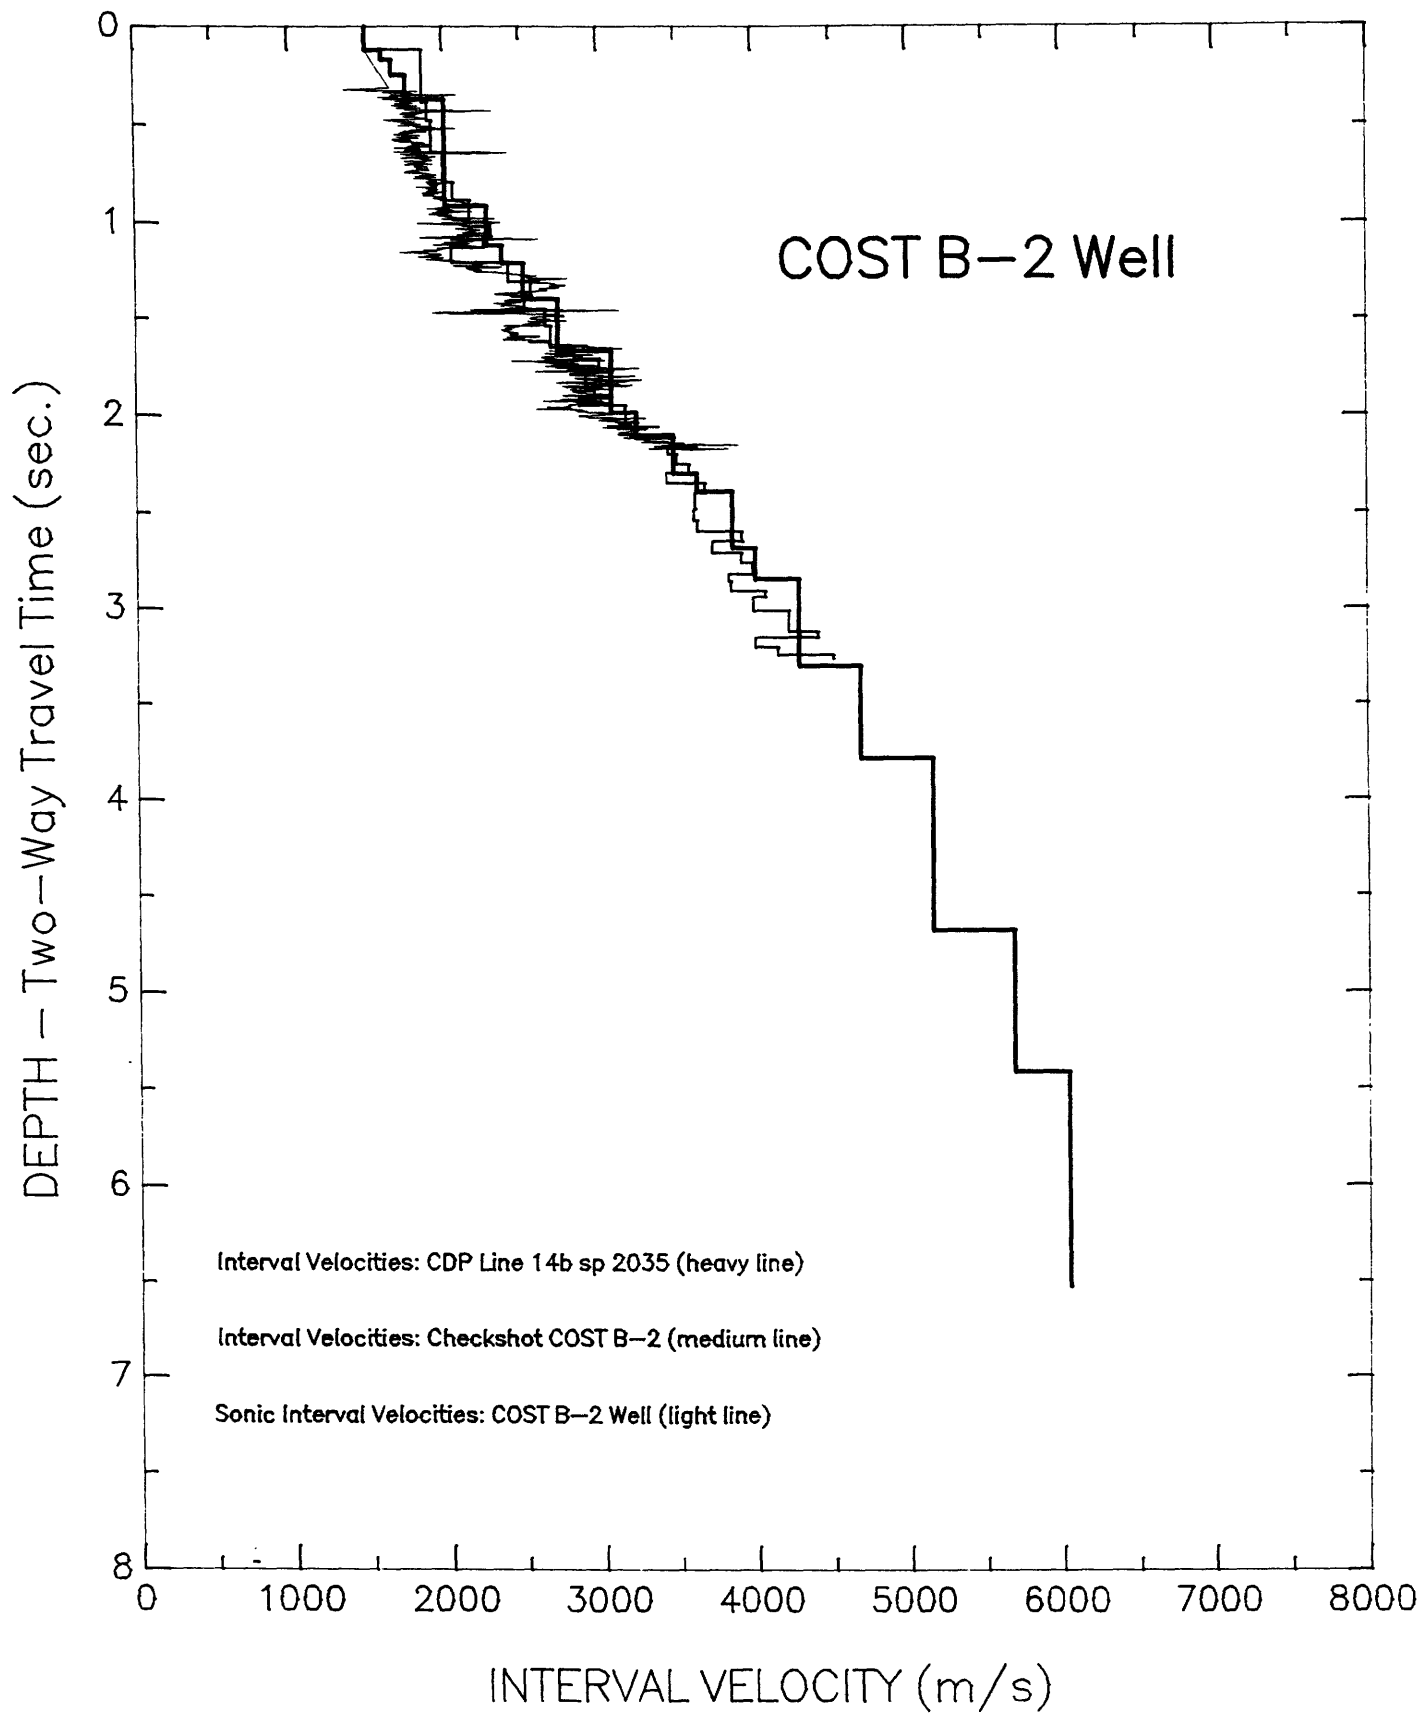 0
1
2
3
4
5
6
7
8
DEPTH – Two–Way Travel Time (sec.)
COST B–2 Well
Interval Velocities: CDP Line 14b sp 2035 (heavy line)
Interval Velocities: Checkshot COST B–2 (medium line)
Sonic Interval Velocities: COST B–2 Well (light line)
0 1000 2000 3000 4000 5000 6000 7000 8000
INTERVAL VELOCITY (m/s)